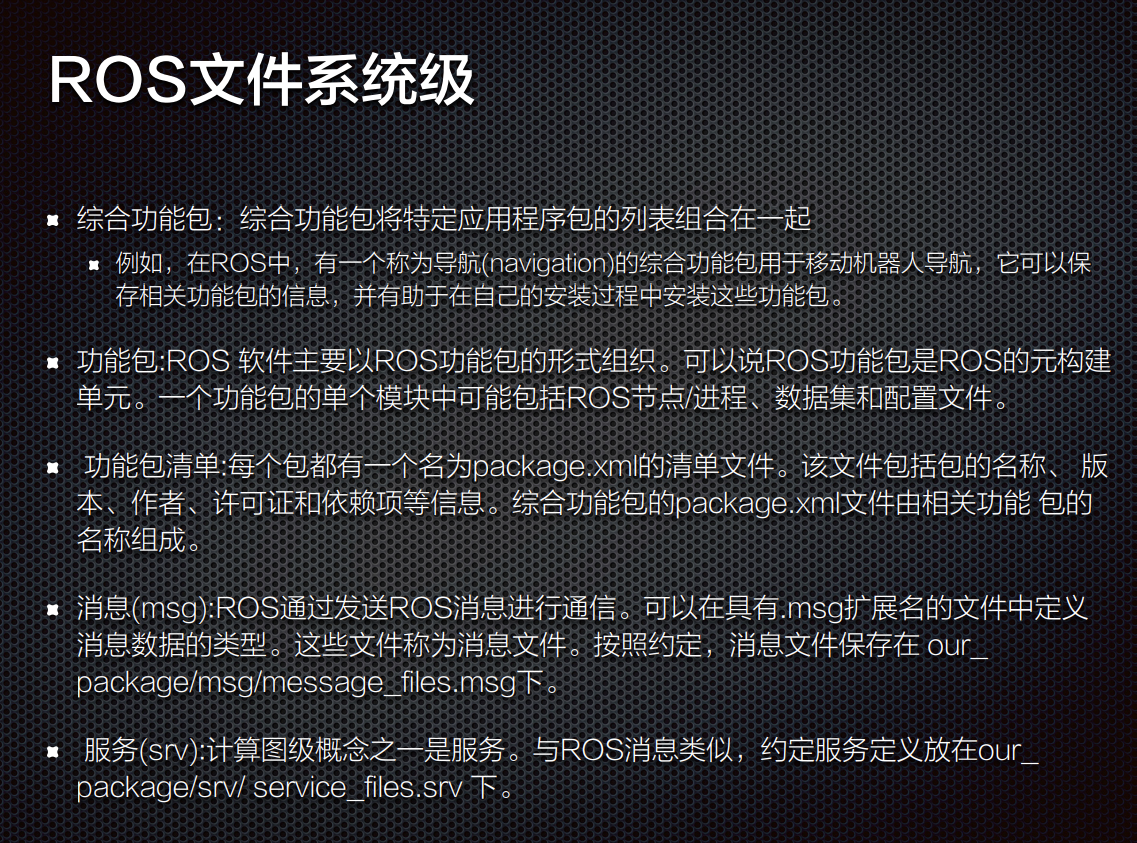 ROS文件系统级
综合功能包：综合功能包将特定应用程序包的列表组合在一起
例如，在ROS中，有一个称为导航(navigation)的综合功能包用于移动机器人导航，它可以保
存相关功能包的信息，并有助于在自己的安装过程中安装这些功能包。
功能包:ROS 软件主要以ROS功能包的形式组织。可以说ROS功能包是ROS的元构建
单元。一个功能包的单个模块中可能包括ROS节点/进程、数据集和配置文件。
功能包清单:每个包都有一个名为package.xml的清单文件。该文件包括包的名称、 版
本、作者、许可证和依赖项等信息。综合功能包的package.xml文件由相关功能 包的
名称组成。
消息(msg):ROS通过发送ROS消息进行通信。可以在具有.msg扩展名的文件中定义
消息数据的类型。这些文件称为消息文件。按照约定，消息文件保存在 our_
package/msg/message_files.msg下。
服务(srv):计算图级概念之一是服务。与ROS消息类似，约定服务定义放在our_
package/srv/ service_files.srv 下。